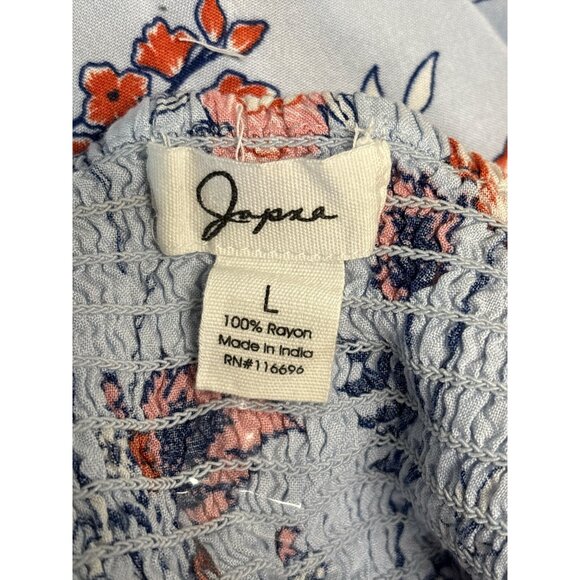 Japna
L
100% Rayon
Made in India
RN#116696